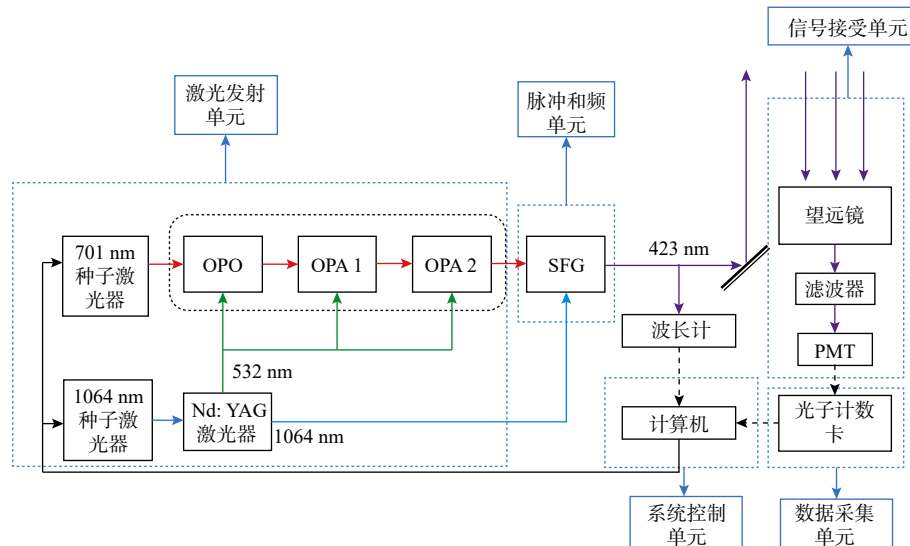 信号接受单元
激光发射
单元
脉冲和频
单元
望远镜
701 nm
种子激
光器
OPO
OPA 1
OPA 2
SFG
423 nm
滤波器
波长计
PMT
532 nm
1064 nm
种子激
光器
Nd: YAG
激光器
1064 nm
计算机
光子计数
卡
系统控制
单元
数据采集
单元